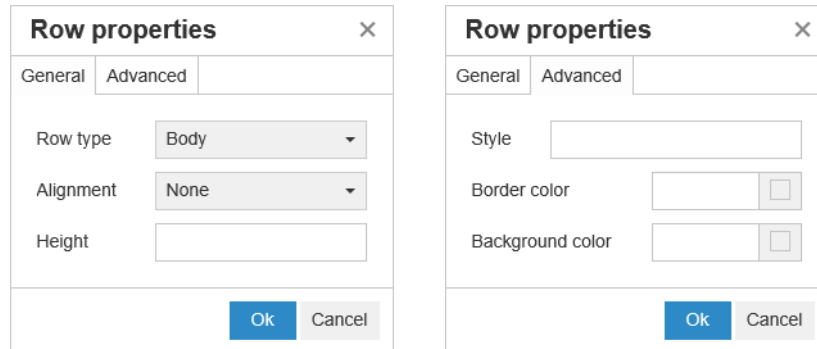 Row properties ×
General Advanced
Row type Body
Alignment None
Height
Ok Cancel
Row properties ×
General Advanced
Style
Border color
Background color
Ok Cancel